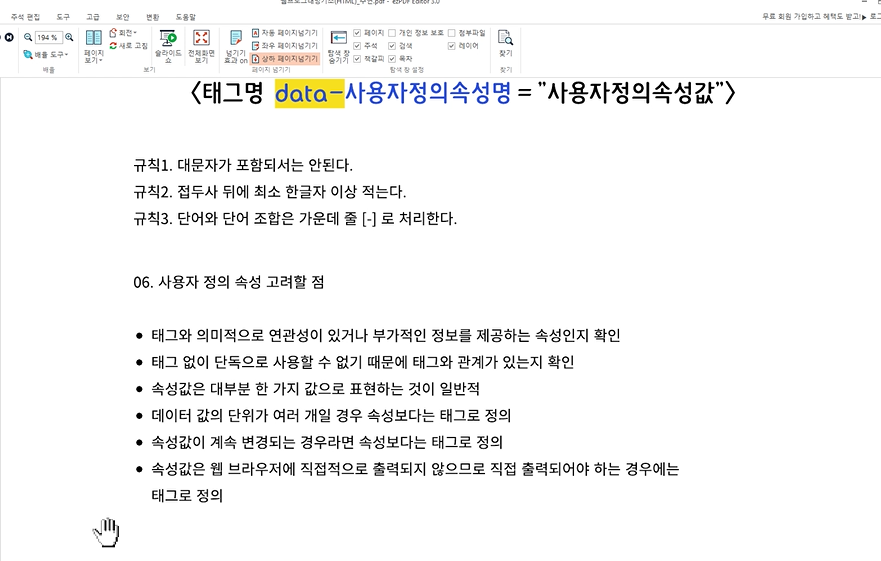 주석 편집 도구 고급 보안 변환 도움말
무료 회원 가입하고 혜택도 받고!
194 %
배율 도구
배율
페이지 보기
회전
새로 고침
슬라이드 쇼
전체화면 보기
보기
넘기기 효과 on
자동 페이지넘기기
좌우 페이지넘기기
상하 페이지넘기기
페이지 넘기기
탐색 창 숨기기
페이지 개인 정보 보호 첨부파일
주석 검색 레이어
책갈피 목차
탐색 창 설정
찾기
찾기
<태그명 data-사용자정의속성명 = "사용자정의속성값">
규칙1. 대문자가 포함되서는 안된다.
규칙2. 접두사 뒤에 최소 한글자 이상 적는다.
규칙3. 단어와 단어 조합은 가운데 줄 [-] 로 처리한다.
06. 사용자 정의 속성 고려할 점
● 태그와 의미적으로 연관성이 있거나 부가적인 정보를 제공하는 속성인지 확인
● 태그 없이 단독으로 사용할 수 없기 때문에 태그와 관계가 있는지 확인
● 속성값은 대부분 한 가지 값으로 표현하는 것이 일반적
● 데이터 값의 단위가 여러 개일 경우 속성보다는 태그로 정의
● 속성값이 계속 변경되는 경우라면 속성보다는 태그로 정의
● 속성값은 웹 브라우저에 직접적으로 출력되지 않으므로 직접 출력되어야 하는 경우에는
태그로 정의